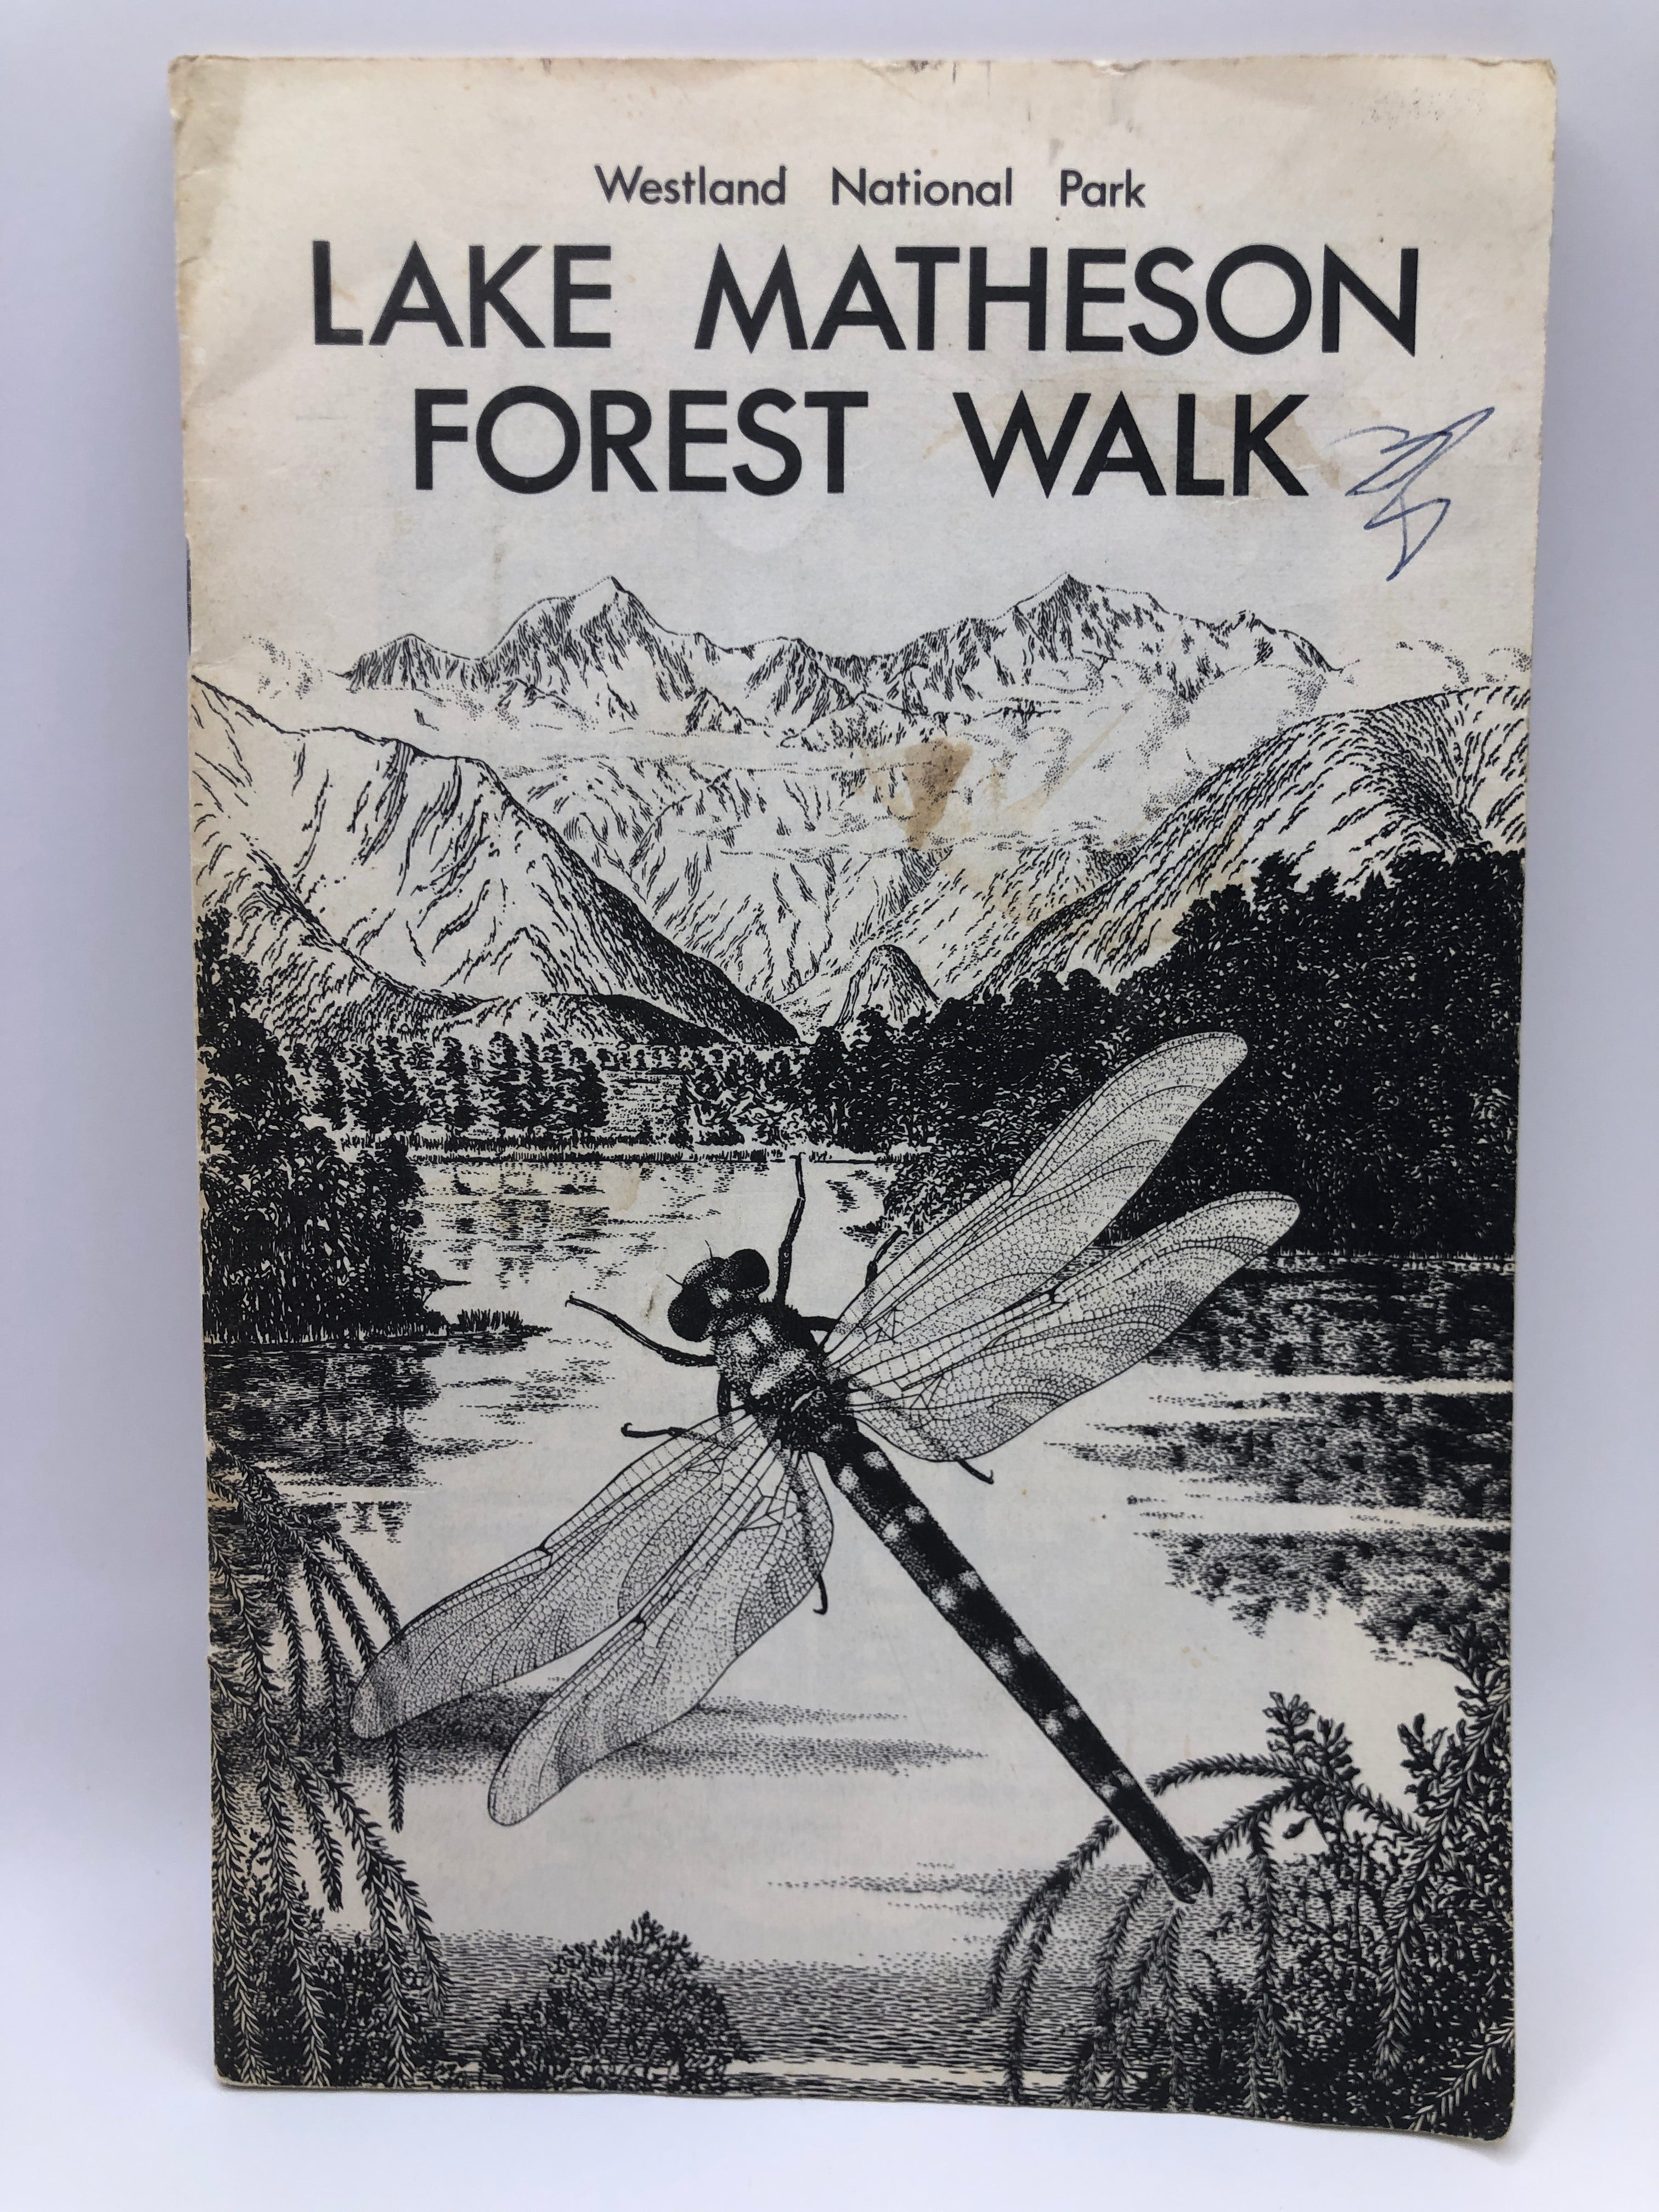 Westland National Park
LAKE MATHESON
FOREST WALK